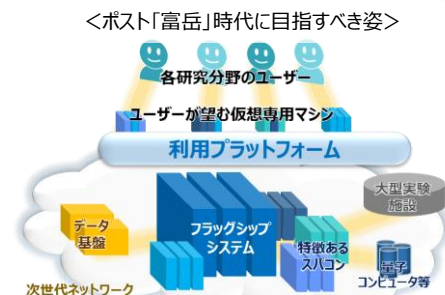 ＜ポスト「富岳」時代に目指すべき姿＞
各研究分野のユーザー
ユーザーが望む仮想専用マシン
利用プラットフォーム
大型実験
施設
データ
基盤
フラッグシップ
システム
特徴ある
スパコン
量子
コンピュータ等
次世代ネットワーク